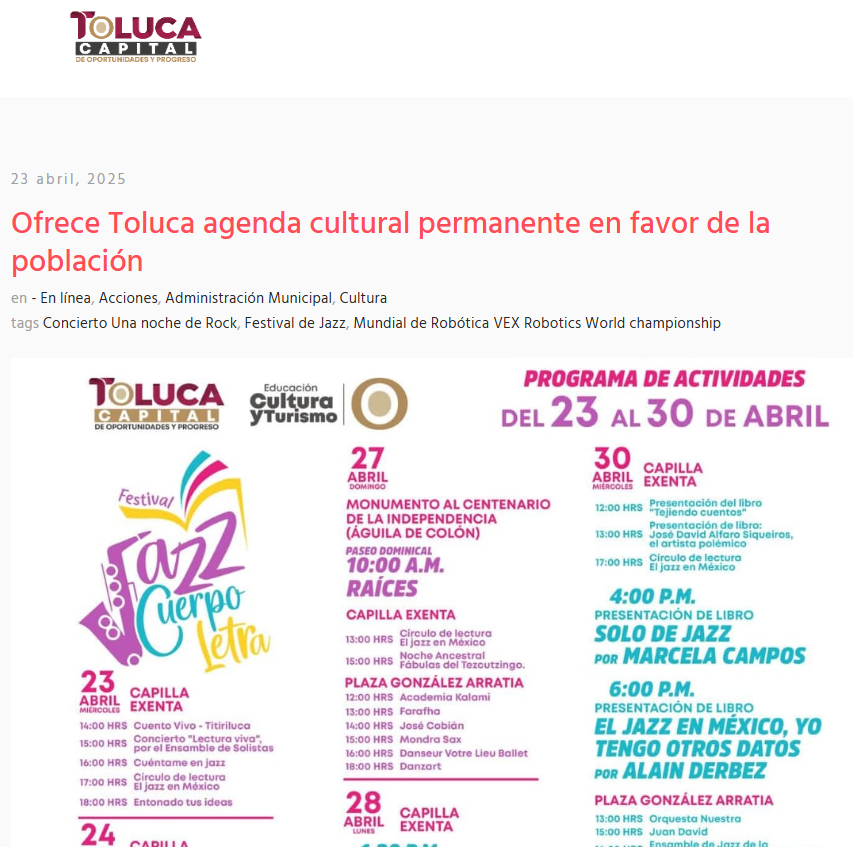 TOLUCA
CAPITAL
DE OPORTUNIDADES Y PROGRESO
23 abril, 2025
Ofrece Toluca agenda cultural permanente en favor de la
población
en - En línea, Acciones, Administración Municipal, Cultura
tags Concierto Una noche de Rock, Festival de Jazz, Mundial de Robótica VEX Robotics World championship
TOLUCA
CAPITAL
DE OPORTUNIDADES Y PROGRESO
Educación
Cultura
yTurismo
PROGRAMA DE ACTIVIDADES
DEL 23 AL 30 DE ABRIL
Festival
Jazz
Cuerpo
Letra
23
ABRIL
MIÉRCOLES
CAPILLA
EXENTA
14:00 HRS Cuento Vivo - Titiriluca
15:00 HRS Concierto "Lectura viva",
por el Ensamble de Solistas
16:00 HRS Cuéntame en jazz
17:00 HRS Círculo de lectura
El jazz en México
18:00 HRS Entonado tus ideas
24
CAPILLA
27
ABRIL
DOMINGO
MONUMENTO AL CENTENARIO
DE LA INDEPENDENCIA
(ÁGUILA DE COLÓN)
PASEO DOMINICAL
10:00 A.M.
RAÍCES
CAPILLA EXENTA
13:00 HRS Círculo de lectura
El jazz en México
15:00 HRS Noche Ancestral
Fábulas del Tezcutzingo.
PLAZA GONZÁLEZ ARRATIA
12:00 HRS Academia Kalami
13:00 HRS Farafha
14:00 HRS José Cobián
15:00 HRS Mondra Sax
16:00 HRS Danseur Votre Lieu Ballet
18:00 HRS Danzart
28
ABRIL
LUNES
CAPILLA
EXENTA
30
ABRIL
MIÉRCOLES
CAPILLA
EXENTA
12:00 HRS Presentación del libro
"Tejiendo cuentos"
13:00 HRS Presentación de libro:
José David Alfaro Siqueiros,
el artista polémico
17:00 HRS Círculo de lectura
El jazz en México
4:00 P.M.
PRESENTACIÓN DE LIBRO
SOLO DE JAZZ
POR MARCELA CAMPOS
6:00 P.M.
PRESENTACIÓN DE LIBRO
EL JAZZ EN MÉXICO, YO
TENGO OTROS DATOS
POR ALAIN DERBEZ
PLAZA GONZÁLEZ ARRATIA
13:00 HRS Orquesta Nuestra
15:00 HRS Juan David
Ensamble de Jazz de la